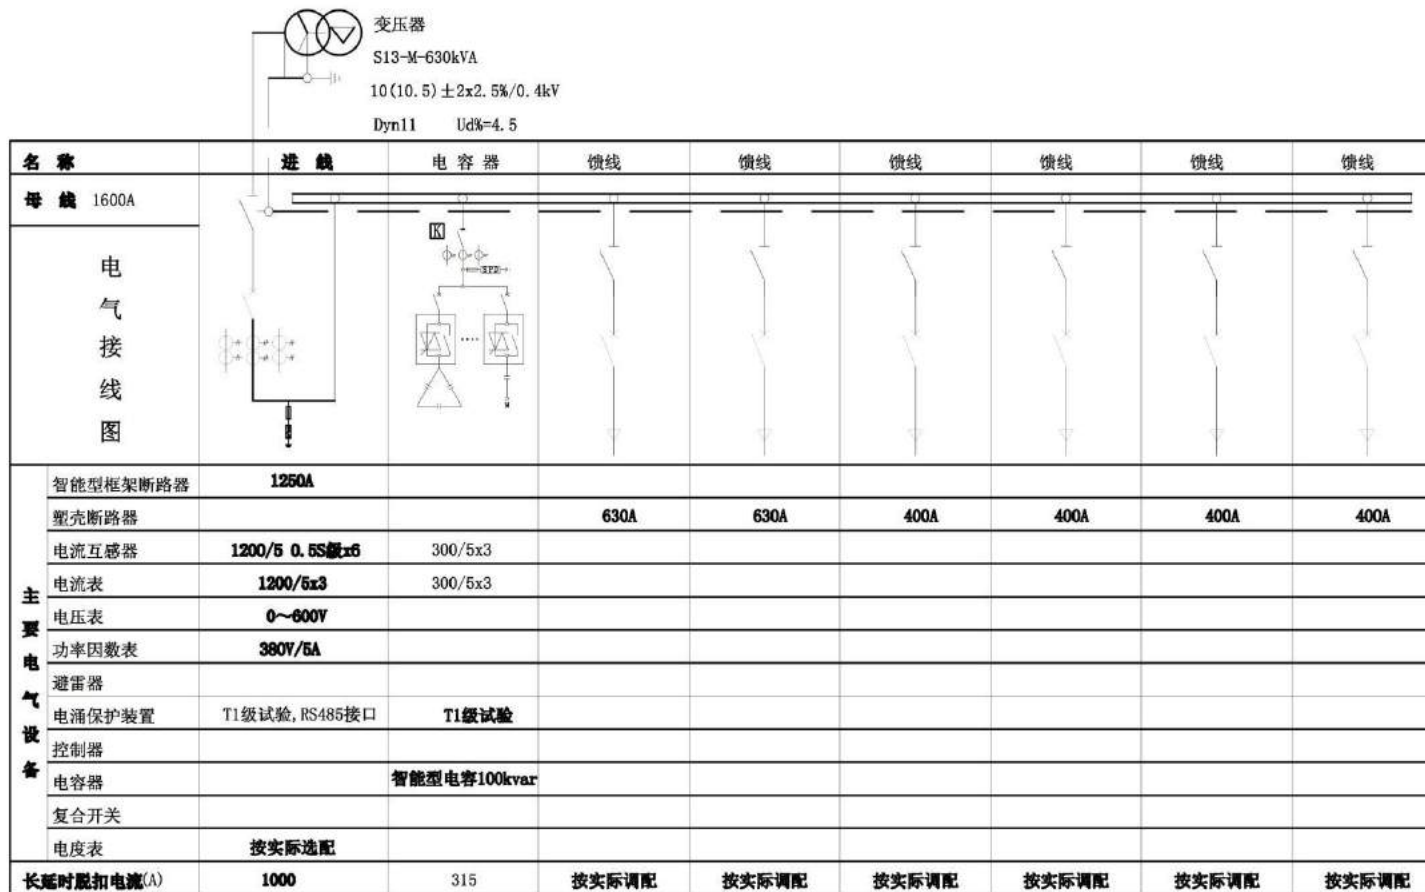 变压器
S13-M-630kVA
10(10.5)±2x2.5%/0.4kV
Dyn11 Ud%=4.5
名 称 进 线 电 容 器 馈线 馈线 馈线 馈线 馈线 馈线
母 线 1600A
K
SPD
电气接线图
主要电气设备
智能型框架断路器 1250A
塑壳断路器 630A 630A 400A 400A 400A 400A
电流互感器 1200/5 0.5S级x6 300/5x3
电流表 1200/5x3 300/5x3
电压表 0～600V
功率因数表 380V/5A
避雷器
电涌保护装置 T1级试验,RS485接口 T1级试验
控制器
电容器 智能型电容100kvar
复合开关
电度表 按实际选配
长延时脱扣电流(A) 1000 315 按实际调配 按实际调配 按实际调配 按实际调配 按实际调配 按实际调配